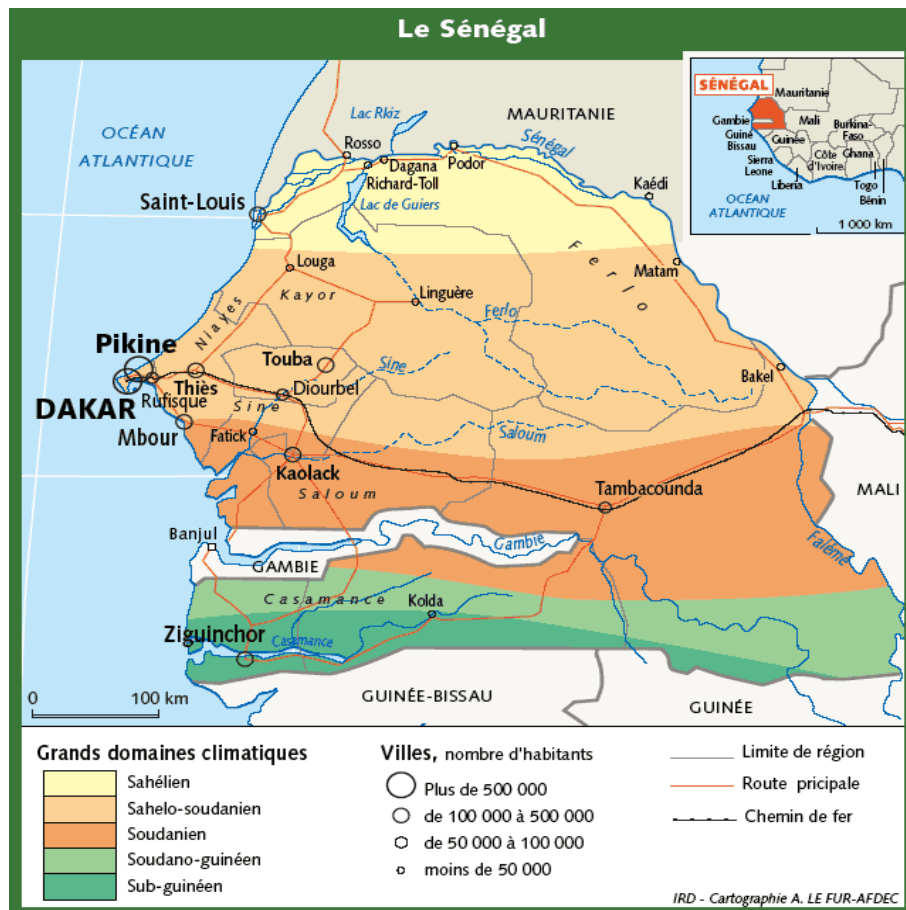 Le Sénégal
OCÉAN
ATLANTIQUE
Lac Rkiz
MAURITANIE
Rosso
Dagana
Podor
Sénégal
Richard-Toll
Lac de Guiers
Kaédi
Saint-Louis
SÉNÉGAL
Mauritanie
Gambie
Mali
Burkina-
Faso
Guiné
Bissau
Guinée
Côte
d'Ivoire
Ghana
Sierra
Leone
Liberia
Togo
Bénin
OCÉAN
ATLANTIQUE
1 000 km
Louga
Kayor
Linguère
Ferlo
Matam
Niayes
Ferlo
Pikine
Touba
Sine
Bakel
Thiès
Diourbel
DAKAR
Rufisque
Sine
Mbour
Fatick
Saloum
Kaolack
Saloum
Tambacounda
MALI
Banjul
Gambie
GAMBIE
Falémé
Casamance
Kolda
Ziguinchor
Casamance
0
100 km
GUINÉE-BISSAU
GUINÉE
Grands domaines climatiques
Sahélien
Sahelo-soudanien
Soudanien
Soudano-guinéen
Sub-guinéen
Villes, nombre d'habitants
Plus de 500 000
de 100 000 à 500 000
de 50 000 à 100 000
moins de 50 000
Limite de région
Route pricipale
Chemin de fer
IRD - Cartographie A. LE FUR-AFDEC